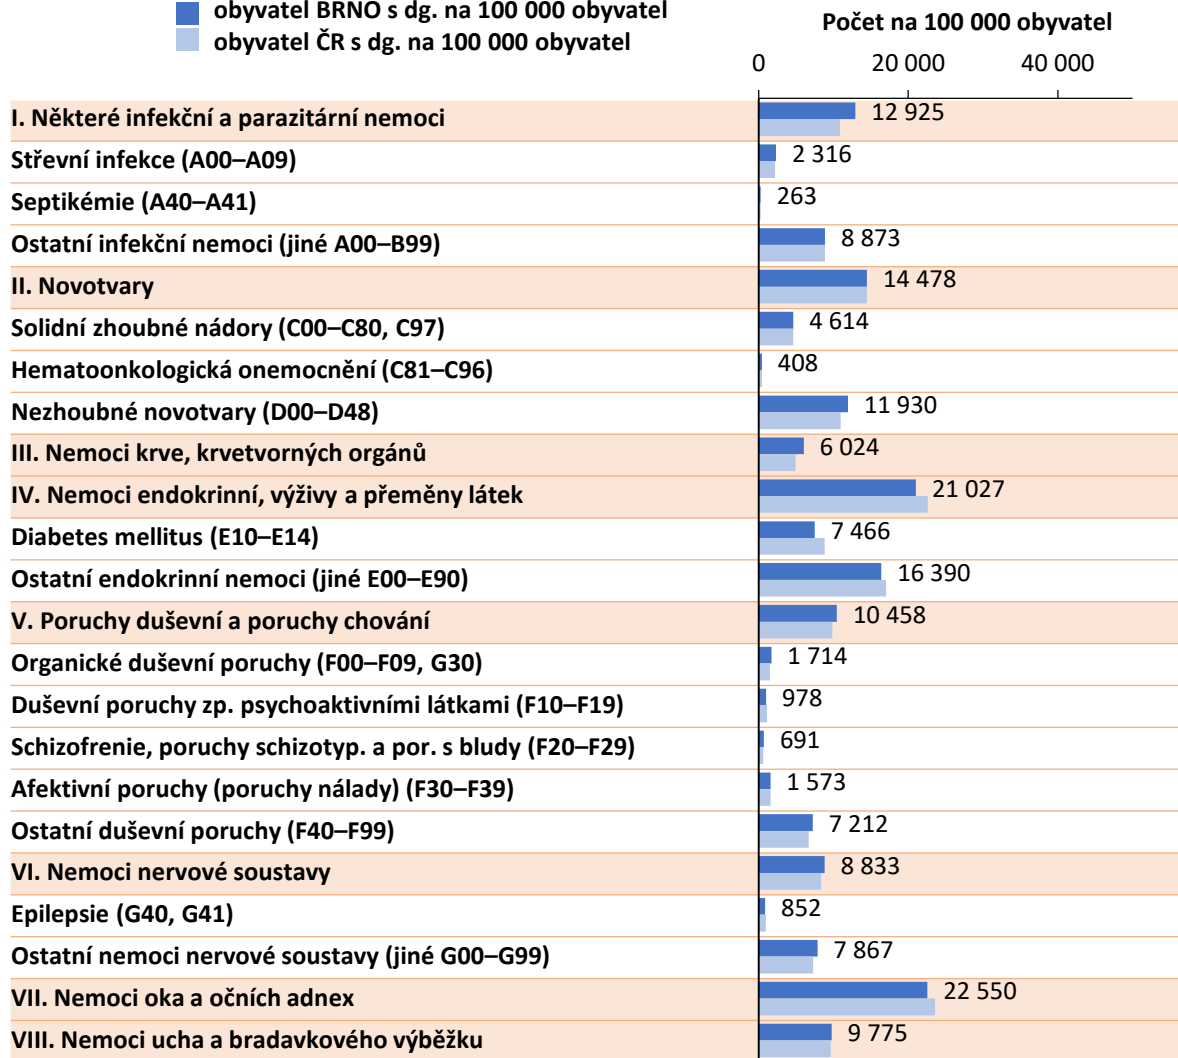 obyvatel BRNO s dg. na 100 000 obyvatel
obyvatel ČR s dg. na 100 000 obyvatel
Počet na 100 000 obyvatel
0 20 000 40 000
I. Některé infekční a parazitární nemoci 12 925
Střevní infekce (A00–A09) 2 316
Septikémie (A40–A41) 263
Ostatní infekční nemoci (jiné A00–B99) 8 873
II. Novotvary 14 478
Solidní zhoubné nádory (C00–C80, C97) 4 614
Hematoonkologická onemocnění (C81–C96) 408
Nezhoubné novotvary (D00–D48) 11 930
III. Nemoci krve, krvetvorných orgánů 6 024
IV. Nemoci endokrinní, výživy a přeměny látek 21 027
Diabetes mellitus (E10–E14) 7 466
Ostatní endokrinní nemoci (jiné E00–E90) 16 390
V. Poruchy duševní a poruchy chování 10 458
Organické duševní poruchy (F00–F09, G30) 1 714
Duševní poruchy zp. psychoaktivními látkami (F10–F19) 978
Schizofrenie, poruchy schizotyp. a por. s bludy (F20–F29) 691
Afektivní poruchy (poruchy nálady) (F30–F39) 1 573
Ostatní duševní poruchy (F40–F99) 7 212
VI. Nemoci nervové soustavy 8 833
Epilepsie (G40, G41) 852
Ostatní nemoci nervové soustavy (jiné G00–G99) 7 867
VII. Nemoci oka a očních adnex 22 550
VIII. Nemoci ucha a bradavkového výběžku 9 775